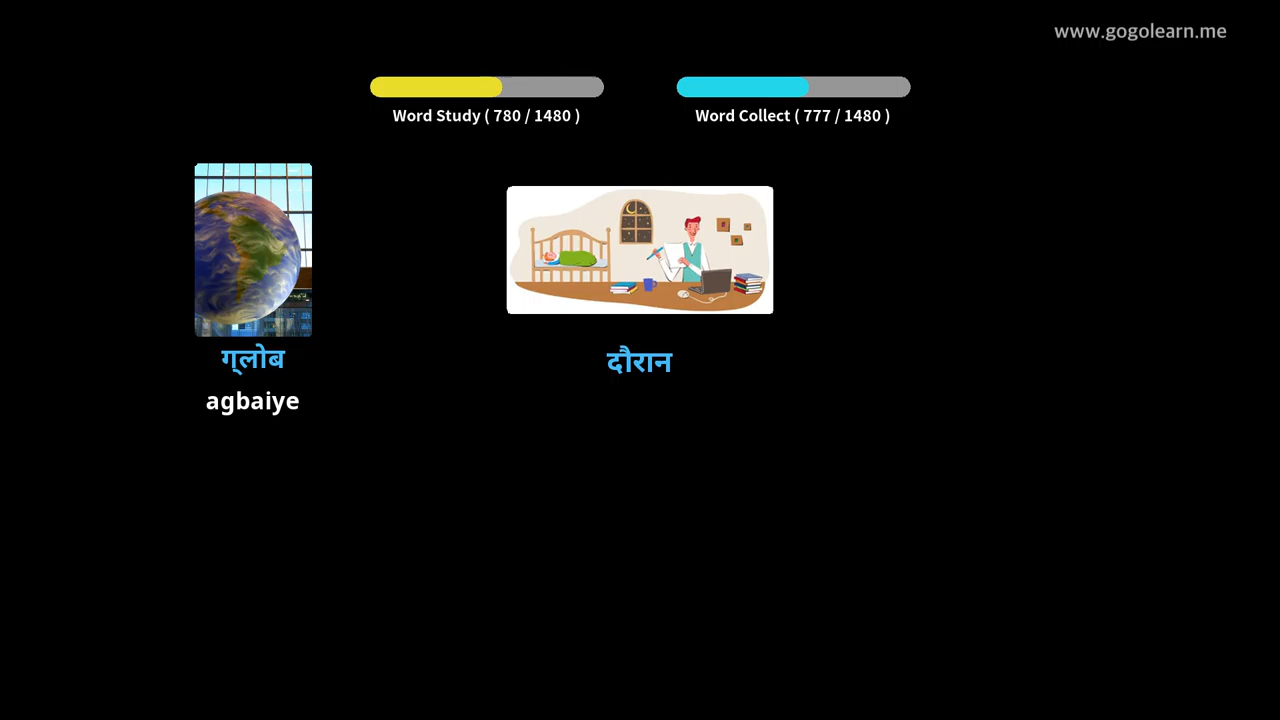 www.gogolearn.me
Word Study ( 780 / 1480 )
Word Collect ( 777 / 1480 )
ग्लोब
agbaiye
दौरान